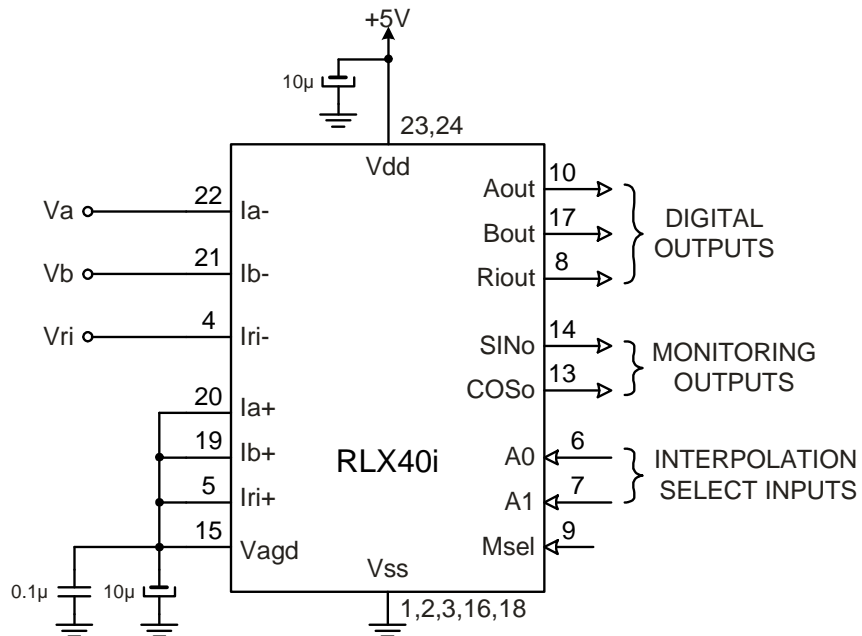 +5V
10µ
23,24
Vdd
Va
22
Ia-
Vb
21
Ib-
Vri
4
Iri-
20
Ia+
19
Ib+
5
Iri+
15
Vagd
0.1µ
10µ
RLX40i
Aout
10
Bout
17
Riout
8
DIGITAL
OUTPUTS
SINo
14
COSo
13
MONITORING
OUTPUTS
A0
6
A1
7
INTERPOLATION
SELECT INPUTS
Msel
9
Vss
1,2,3,16,18